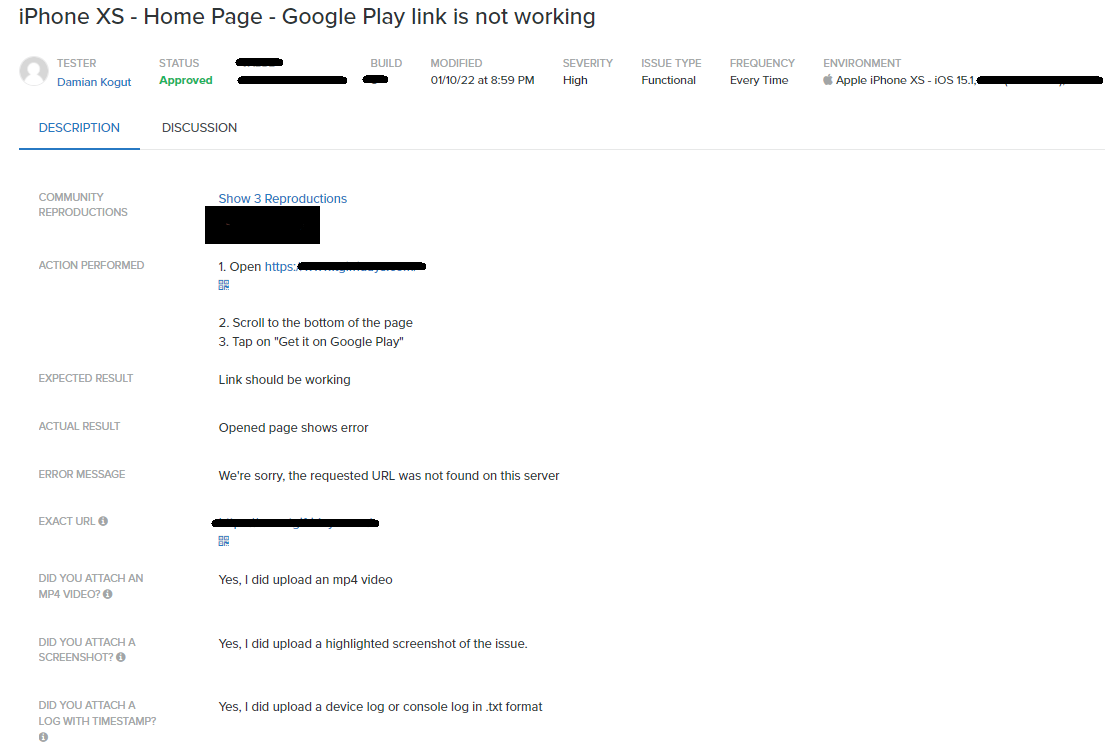 iPhone XS - Home Page - Google Play link is not working
TESTER
Damian Kogut
STATUS
Approved
BUILD
MODIFIED
01/10/22 at 8:59 PM
SEVERITY
High
ISSUE TYPE
Functional
FREQUENCY
Every Time
ENVIRONMENT
Apple iPhone XS - iOS 15.1,
DESCRIPTION
DISCUSSION
COMMUNITY
REPRODUCTIONS
Show 3 Reproductions
ACTION PERFORMED
1. Open https:
2. Scroll to the bottom of the page
3. Tap on "Get it on Google Play"
EXPECTED RESULT
Link should be working
ACTUAL RESULT
Opened page shows error
ERROR MESSAGE
We're sorry, the requested URL was not found on this server
EXACT URL
DID YOU ATTACH AN
MP4 VIDEO?
Yes, I did upload an mp4 video
DID YOU ATTACH A
SCREENSHOT?
Yes, I did upload a highlighted screenshot of the issue.
DID YOU ATTACH A
LOG WITH TIMESTAMP?
Yes, I did upload a device log or console log in .txt format